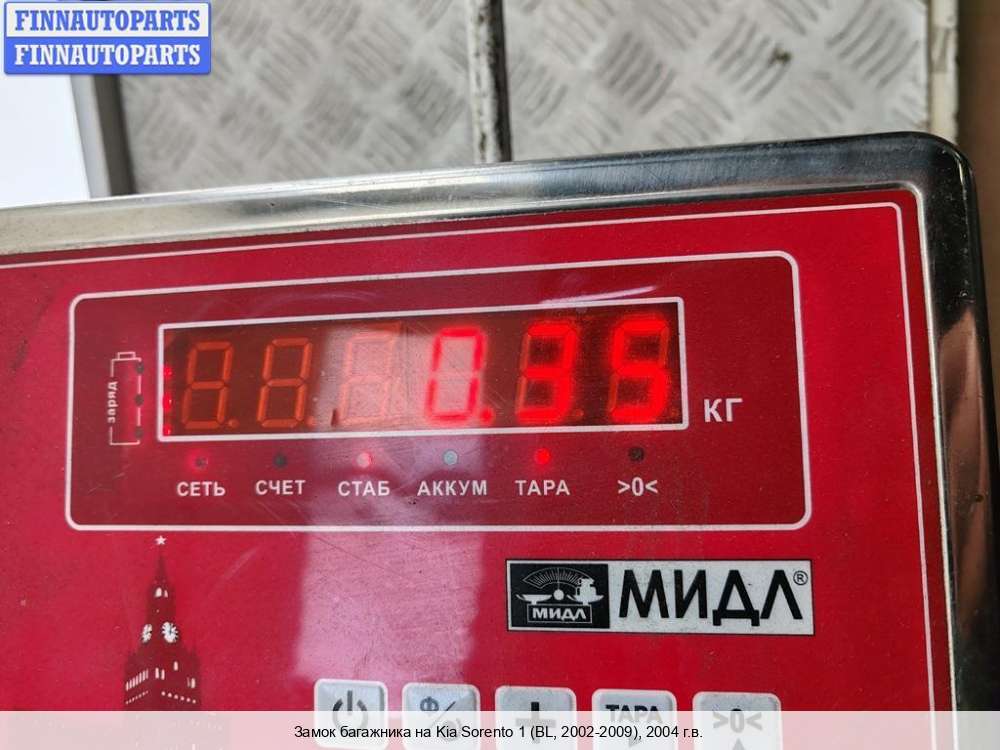 FINNAUTOPARTS
FINNAUTOPARTS
заряд
0.35
КГ
СЕТЬ СЧЕТ СТАБ АККУМ ТАРА >0<
МИДЛ МИДЛ®
ТАРА >0<
Замок багажника на Kia Sorento 1 (BL, 2002-2009), 2004 г.в.